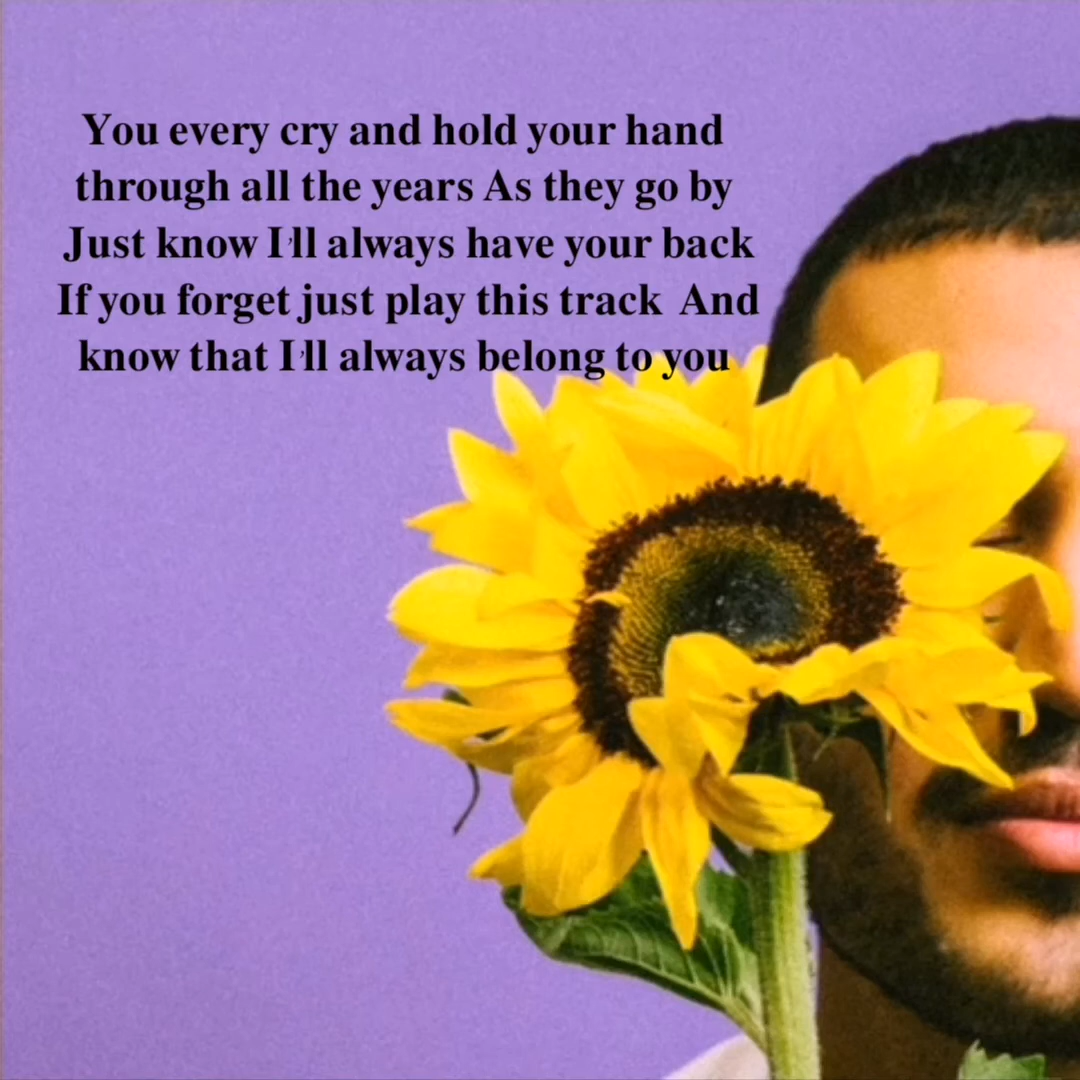 You every cry and hold your hand
through all the years As they go by
Just know I'll always have your back
If you forget just play this track And
know that I'll always belong to you